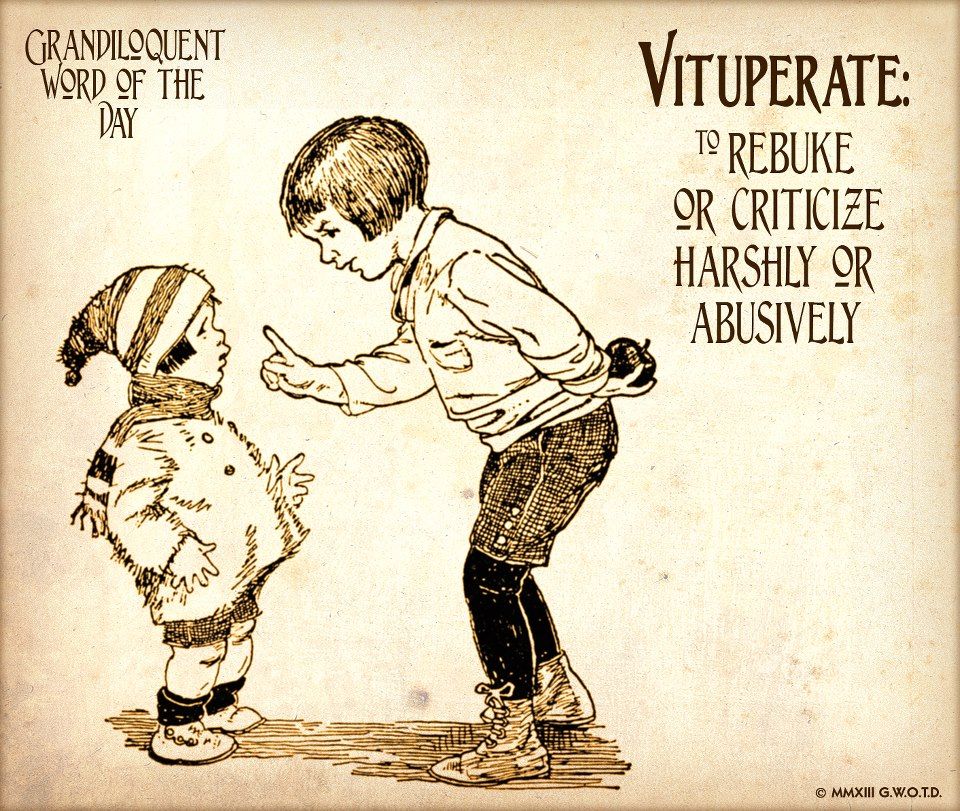 Grandiloquent
Word of the
Day
Vituperate:
to rebuke
or criticize
harshly or
abusively
© MMXIII G.W.O.T.D.